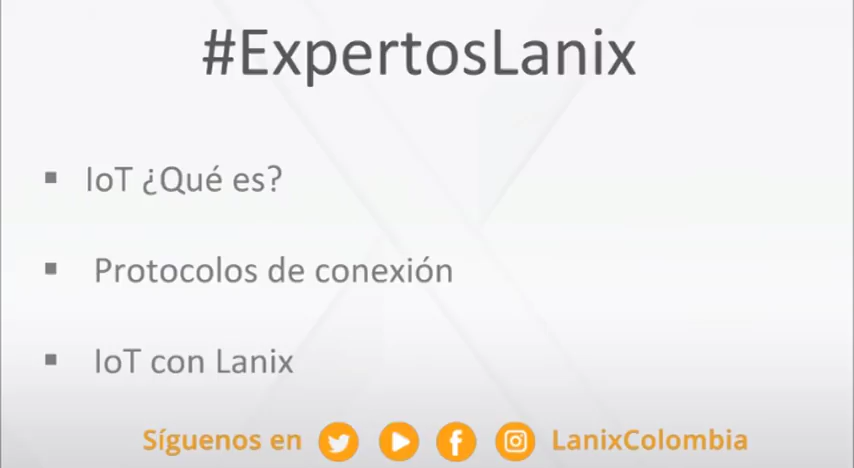 #ExpertosLanix
▪ IoT ¿Qué es?
▪ Protocolos de conexión
▪ IoT con Lanix
Síguenos en LanixColombia